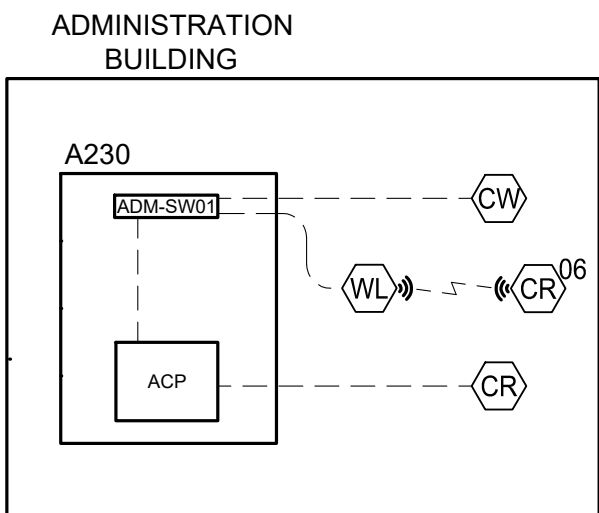 ADMINISTRATION
BUILDING
A230
ADM-SW01
CW
WL
CR
06
ACP
CR